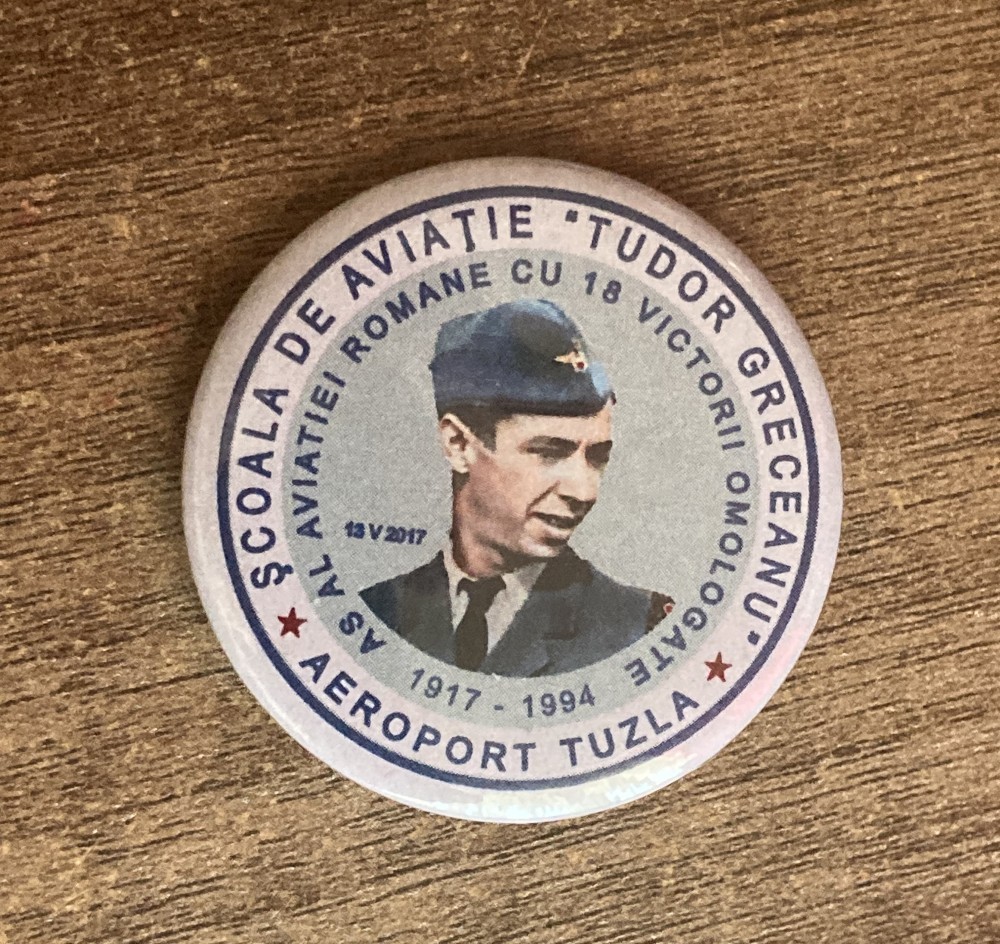 ŞCOALA DE AVIAŢIE "TUDOR GRECEANU"
AEROPORT TUZLA
AS AL AVIATIEI ROMANE CU 18 VICTORII OMOLOGATE
1917 - 1994
13 V 2017